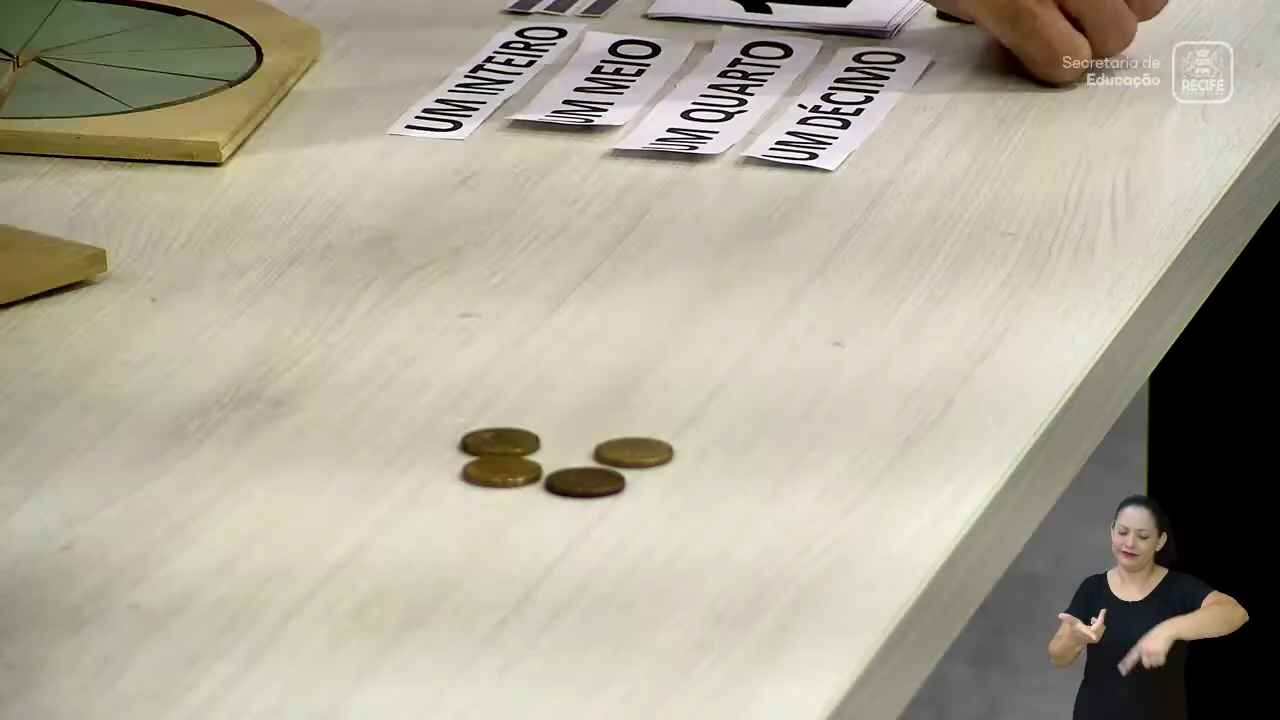 UM INTEIRO
UM MEIO
UM QUARTO
UM DÉCIMO
Secretaria de
Educação
RECIFE